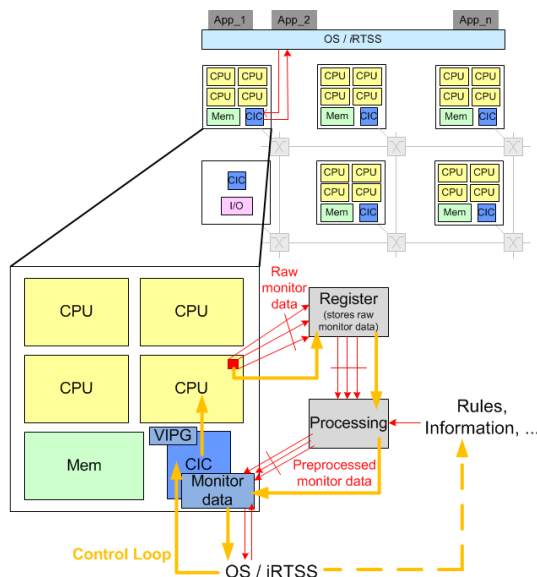 App_1 App_2 App_n
OS / iRTSS
CPU CPU CPU CPU CPU CPU
CPU CPU CPU CPU CPU CPU
Mem CIC Mem CIC Mem CIC
CIC
I/O
CPU CPU CPU CPU
CPU CPU CPU CPU
Mem CIC Mem CIC
CPU CPU
Raw
monitor
data
Register
(stores raw
monitor data)
CPU CPU
Processing
Rules,
Information, ...
VIPG
Mem
CIC
Monitor
data
Preprocessed
monitor data
Control Loop
OS / iRTSS